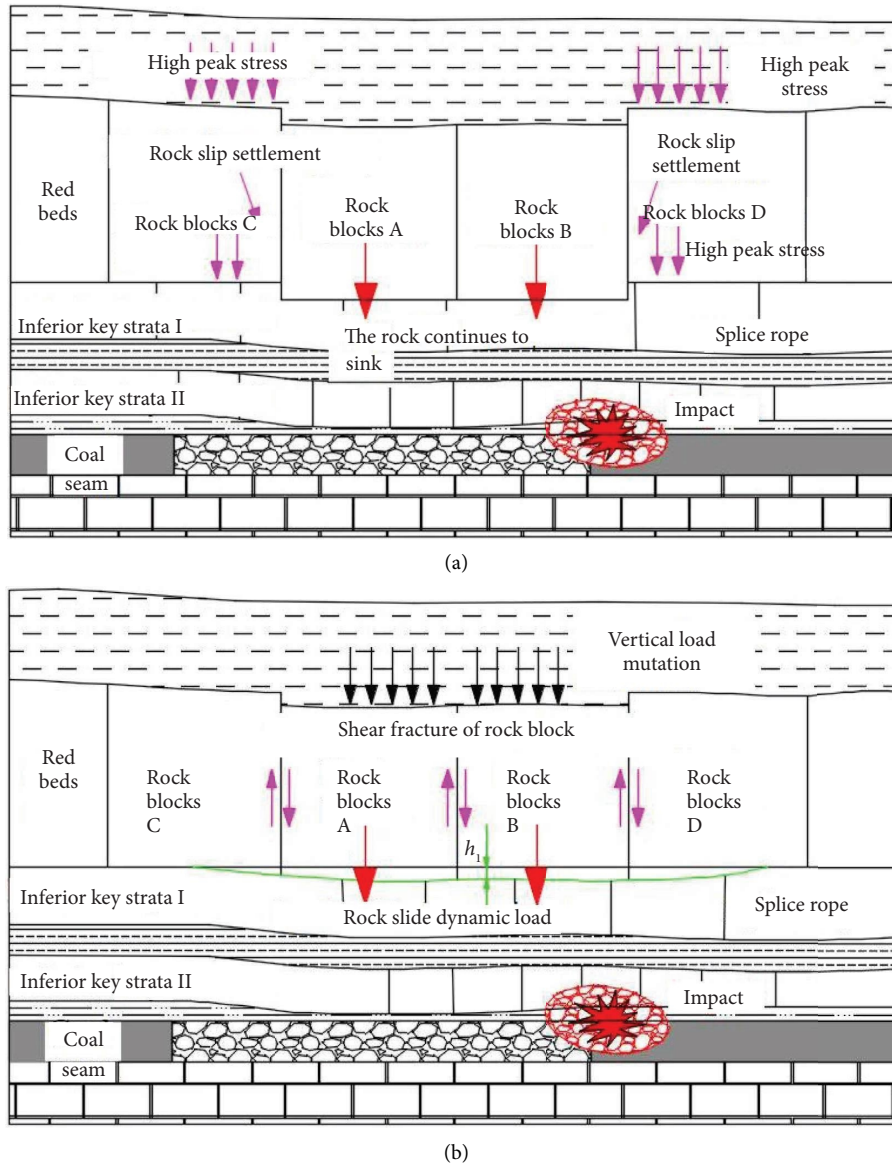 High peak stress
High peak
stress
Rock slip settlement
Rock slip
settlement
Red
beds
Rock blocks C
Rock
blocks A
Rock
blocks B
Rock blocks D
High peak stress
Inferior key strata I
The rock continues to
sink
Splice rope
Inferior key strata II
Impact
Coal
seam
(a)
Vertical load
mutation
Shear fracture of rock block
Red
beds
Rock
blocks
C
Rock
blocks
A
Rock
blocks
B
Rock
blocks
D
h1
Inferior key strata I
Rock slide dynamic load
Splice rope
Inferior key strata II
Impact
Coal
seam
(b)